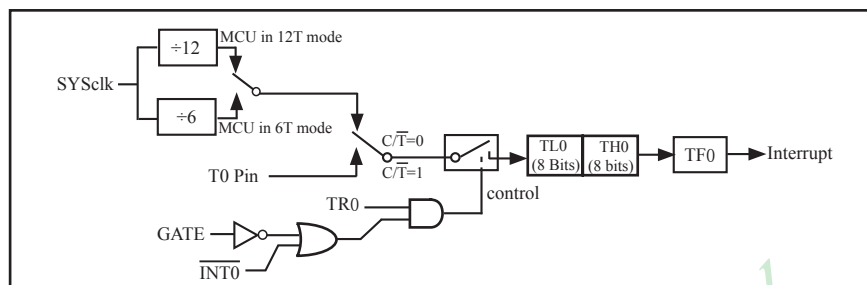 ÷12
MCU in 12T mode
SYSclk
÷6
MCU in 6T mode
C/T̅=0
C/T̅=1
T0 Pin
TL0
(8 Bits)
TH0
(8 bits)
TF0
Interrupt
control
TR0
GATE
I̅N̅T̅0̅